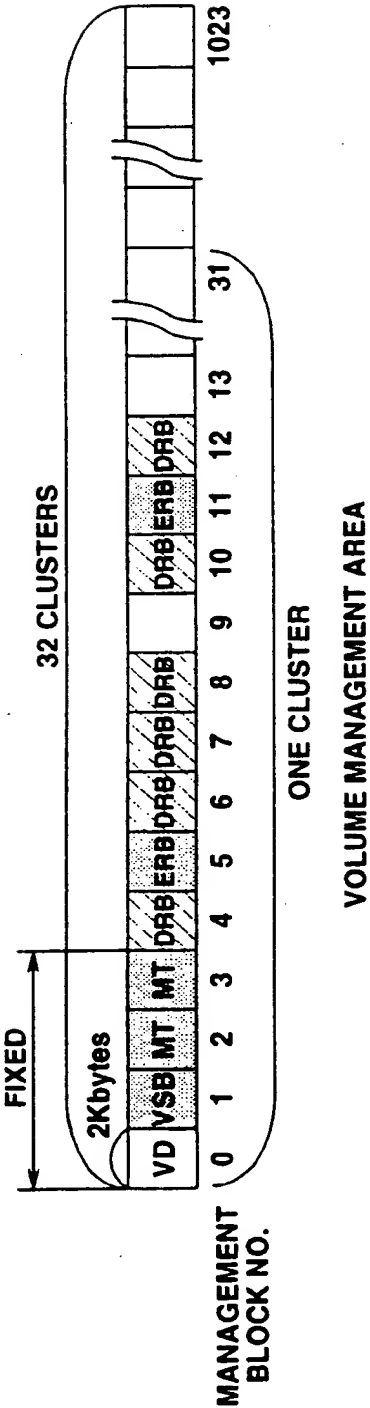 32 CLUSTERS
FIXED
2Kbytes
VD VSB MT MT DRB ERB DRB DRB DRB DRB ERB DRB
MANAGEMENT
BLOCK NO.
0 1 2 3 4 5 6 7 8 9 10 11 12 13 31 1023
ONE CLUSTER
VOLUME MANAGEMENT AREA